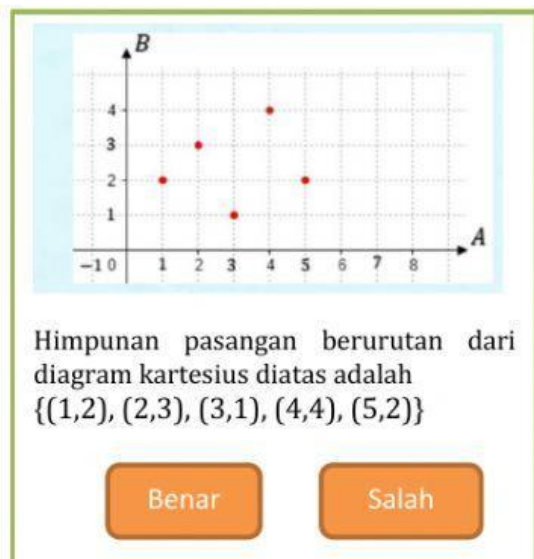 B
4
3
2
1
A
−1 0 1 2 3 4 5 6 7 8
Himpunan pasangan berurutan dari
diagram kartesius diatas adalah
{(1,2), (2,3), (3,1), (4,4), (5,2)}
Benar Salah